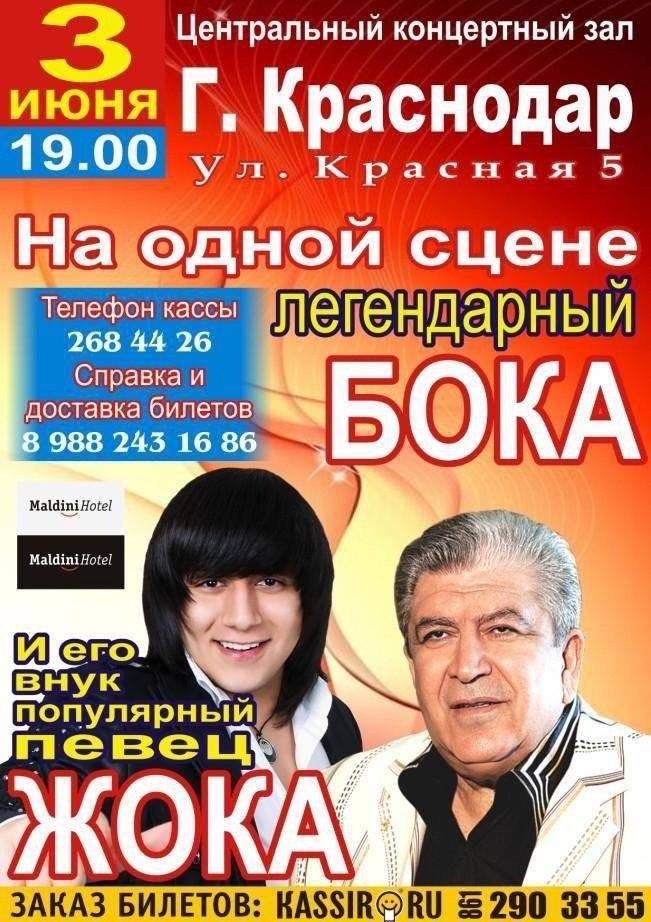 3
ИЮНЯ
19.00
Центральный концертный зал
Г. Краснодар
Ул. Красная 5
На одной сцене
легендарный
БОКА
Телефон кассы
268 44 26
Справка и
доставка билетов
8 988 243 16 86
Maldini Hotel
Maldini Hotel
И его
внук
популярный
певец
ЖОКА
ЗАКАЗ БИЛЕТОВ: KASSIR RU 861 290 33 55